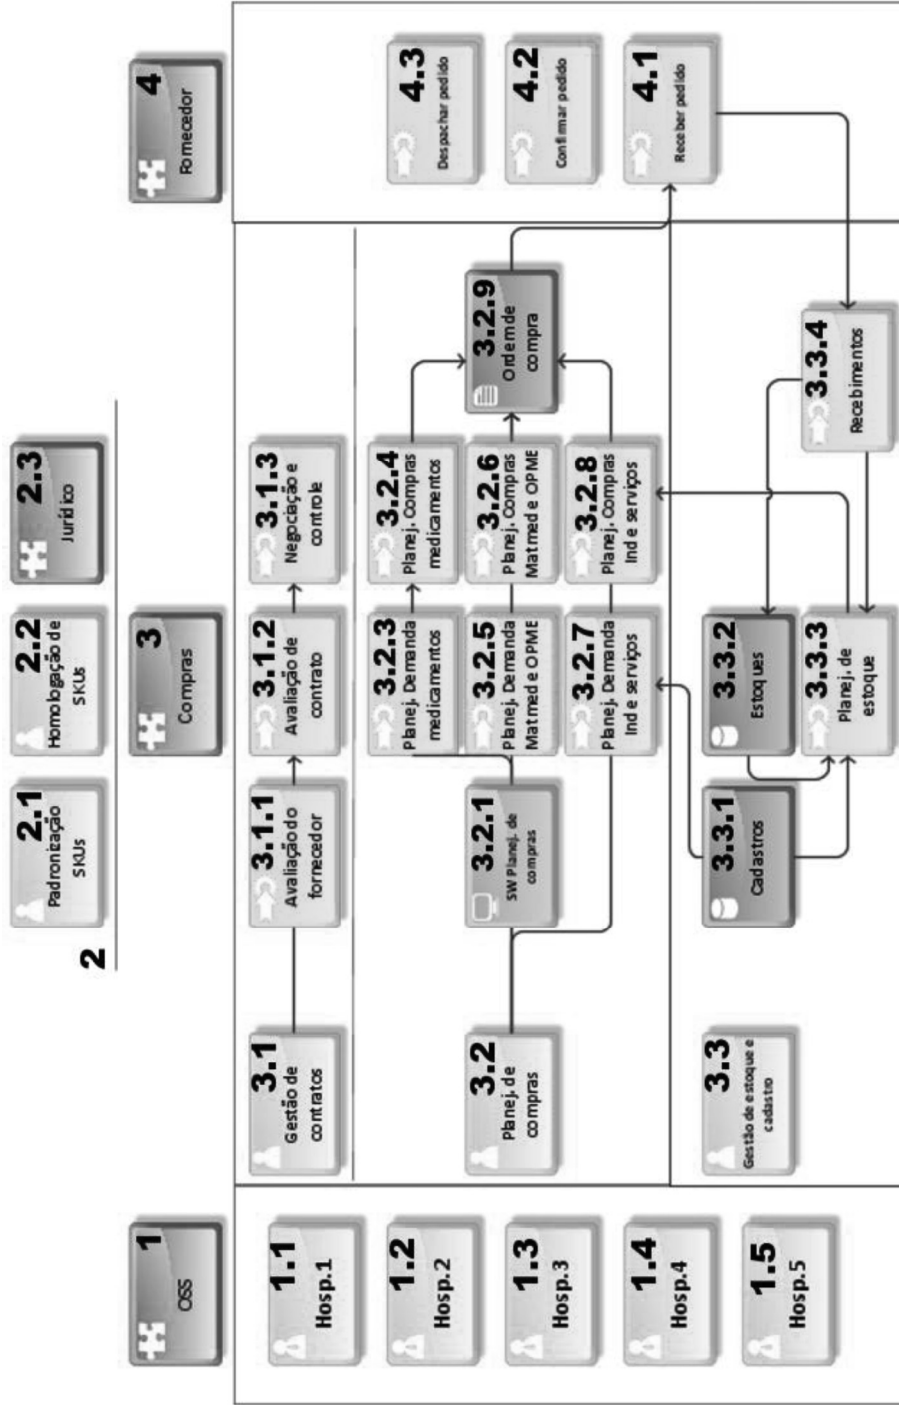 2
2.1
Padronização
SKUs
2.2
Homologação de
SKUs
2.3
Jurídico
1
OSS
3
Compras
4
Fornecedor
1.1
Hosp.1
1.2
Hosp.2
1.3
Hosp.3
1.4
Hosp.4
1.5
Hosp.5
3.1
Gestão de
contratos
3.1.1
Avaliação do
fornecedor
3.1.2
Avaliação de
contrato
3.1.3
Negociação e
controle
3.2
Planej. de
compras
3.2.1
SW Planej. de
compras
3.2.3
Planej. Demanda
medicamentos
3.2.4
Planej. Compras
medicamentos
3.2.5
Planej. Demanda
Matmed e OPME
3.2.6
Planej. Compras
Matmed e OPME
3.2.7
Planej. Demanda
Ind e serviços
3.2.8
Planej. Compras
Ind e serviços
3.2.9
Ordem de
compra
3.3
Gestão de estoque e
cadastro
3.3.1
Cadastros
3.3.2
Estoques
3.3.3
Planej. de
estoque
3.3.4
Recebimentos
4.3
Despachar pedido
4.2
Confirmar pedido
4.1
Receber pedido